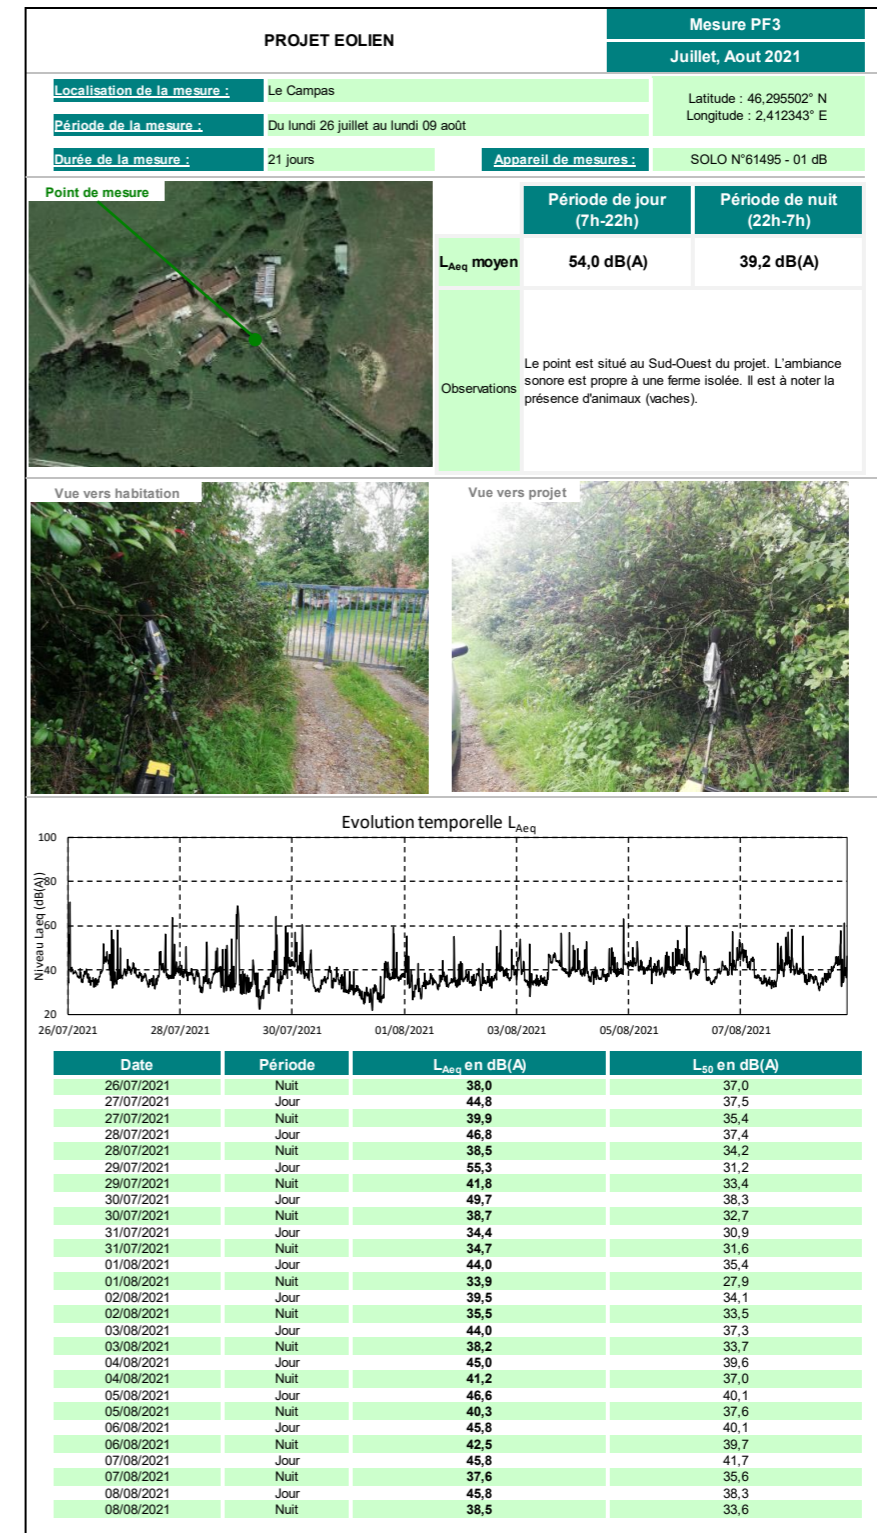 PROJET EOLIEN
Mesure PF3
Juillet, Aout 2021
Localisation de la mesure :
Le Campas
Latitude : 46,295502° N
Longitude : 2,412343° E
Période de la mesure :
Du lundi 26 juillet au lundi 09 août
Durée de la mesure :
21 jours
Appareil de mesures :
SOLO N°61495 - 01 dB
Point de mesure
Période de jour
(7h-22h)
Période de nuit
(22h-7h)
LAeq moyen
54,0 dB(A)
39,2 dB(A)
Observations
Le point est situé au Sud-Ouest du projet. L'ambiance
sonore est propre à une ferme isolée. Il est à noter la
présence d'animaux (vaches).
Vue vers habitation
Vue vers projet
Evolution temporelle LAeq
Niveau Laeq (dB(A))
100
80
60
40
20
26/07/2021 28/07/2021 30/07/2021 01/08/2021 03/08/2021 05/08/2021 07/08/2021
Date Période LAeq en dB(A) L50 en dB(A)
26/07/2021 Nuit 38,0 37,0
27/07/2021 Jour 44,8 37,5
27/07/2021 Nuit 39,9 35,4
28/07/2021 Jour 46,8 37,4
28/07/2021 Nuit 38,5 34,2
29/07/2021 Jour 55,3 31,2
29/07/2021 Nuit 41,8 33,4
30/07/2021 Jour 49,7 38,3
30/07/2021 Nuit 38,7 32,7
31/07/2021 Jour 34,4 30,9
31/07/2021 Nuit 34,7 31,6
01/08/2021 Jour 44,0 35,4
01/08/2021 Nuit 33,9 27,9
02/08/2021 Jour 39,5 34,1
02/08/2021 Nuit 35,5 33,5
03/08/2021 Jour 44,0 37,3
03/08/2021 Nuit 38,2 33,7
04/08/2021 Jour 45,0 39,6
04/08/2021 Nuit 41,2 37,0
05/08/2021 Jour 46,6 40,1
05/08/2021 Nuit 40,3 37,6
06/08/2021 Jour 45,8 40,1
06/08/2021 Nuit 42,5 39,7
07/08/2021 Jour 45,8 41,7
07/08/2021 Nuit 37,6 35,6
08/08/2021 Jour 45,8 38,3
08/08/2021 Nuit 38,5 33,6